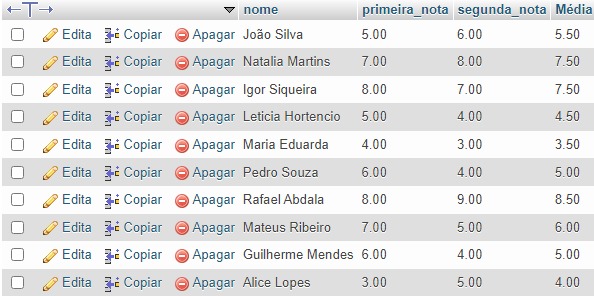 nome primeira_nota segunda_nota Média
Edita Copiar Apagar João Silva 5.00 6.00 5.50
Edita Copiar Apagar Natalia Martins 7.00 8.00 7.50
Edita Copiar Apagar Igor Siqueira 8.00 7.00 7.50
Edita Copiar Apagar Leticia Hortencio 5.00 4.00 4.50
Edita Copiar Apagar Maria Eduarda 4.00 3.00 3.50
Edita Copiar Apagar Pedro Souza 6.00 4.00 5.00
Edita Copiar Apagar Rafael Abdala 8.00 9.00 8.50
Edita Copiar Apagar Mateus Ribeiro 7.00 5.00 6.00
Edita Copiar Apagar Guilherme Mendes 6.00 4.00 5.00
Edita Copiar Apagar Alice Lopes 3.00 5.00 4.00